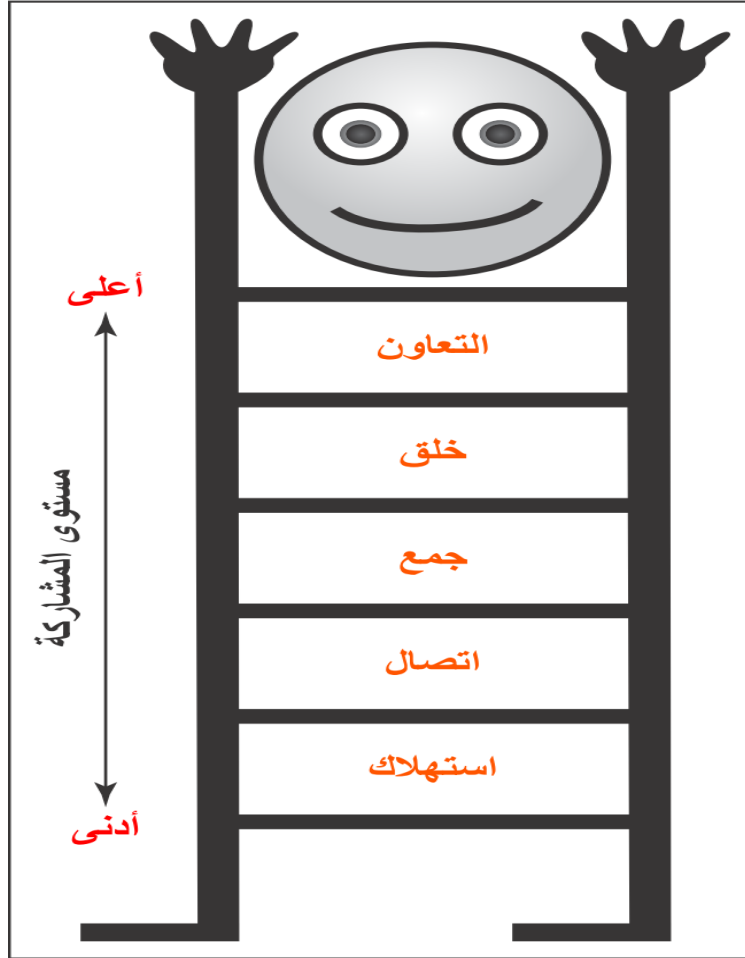 أعلى
التعاون
خلق
جمع
اتصال
استهلاك
أدنى
مستوى المشاركة